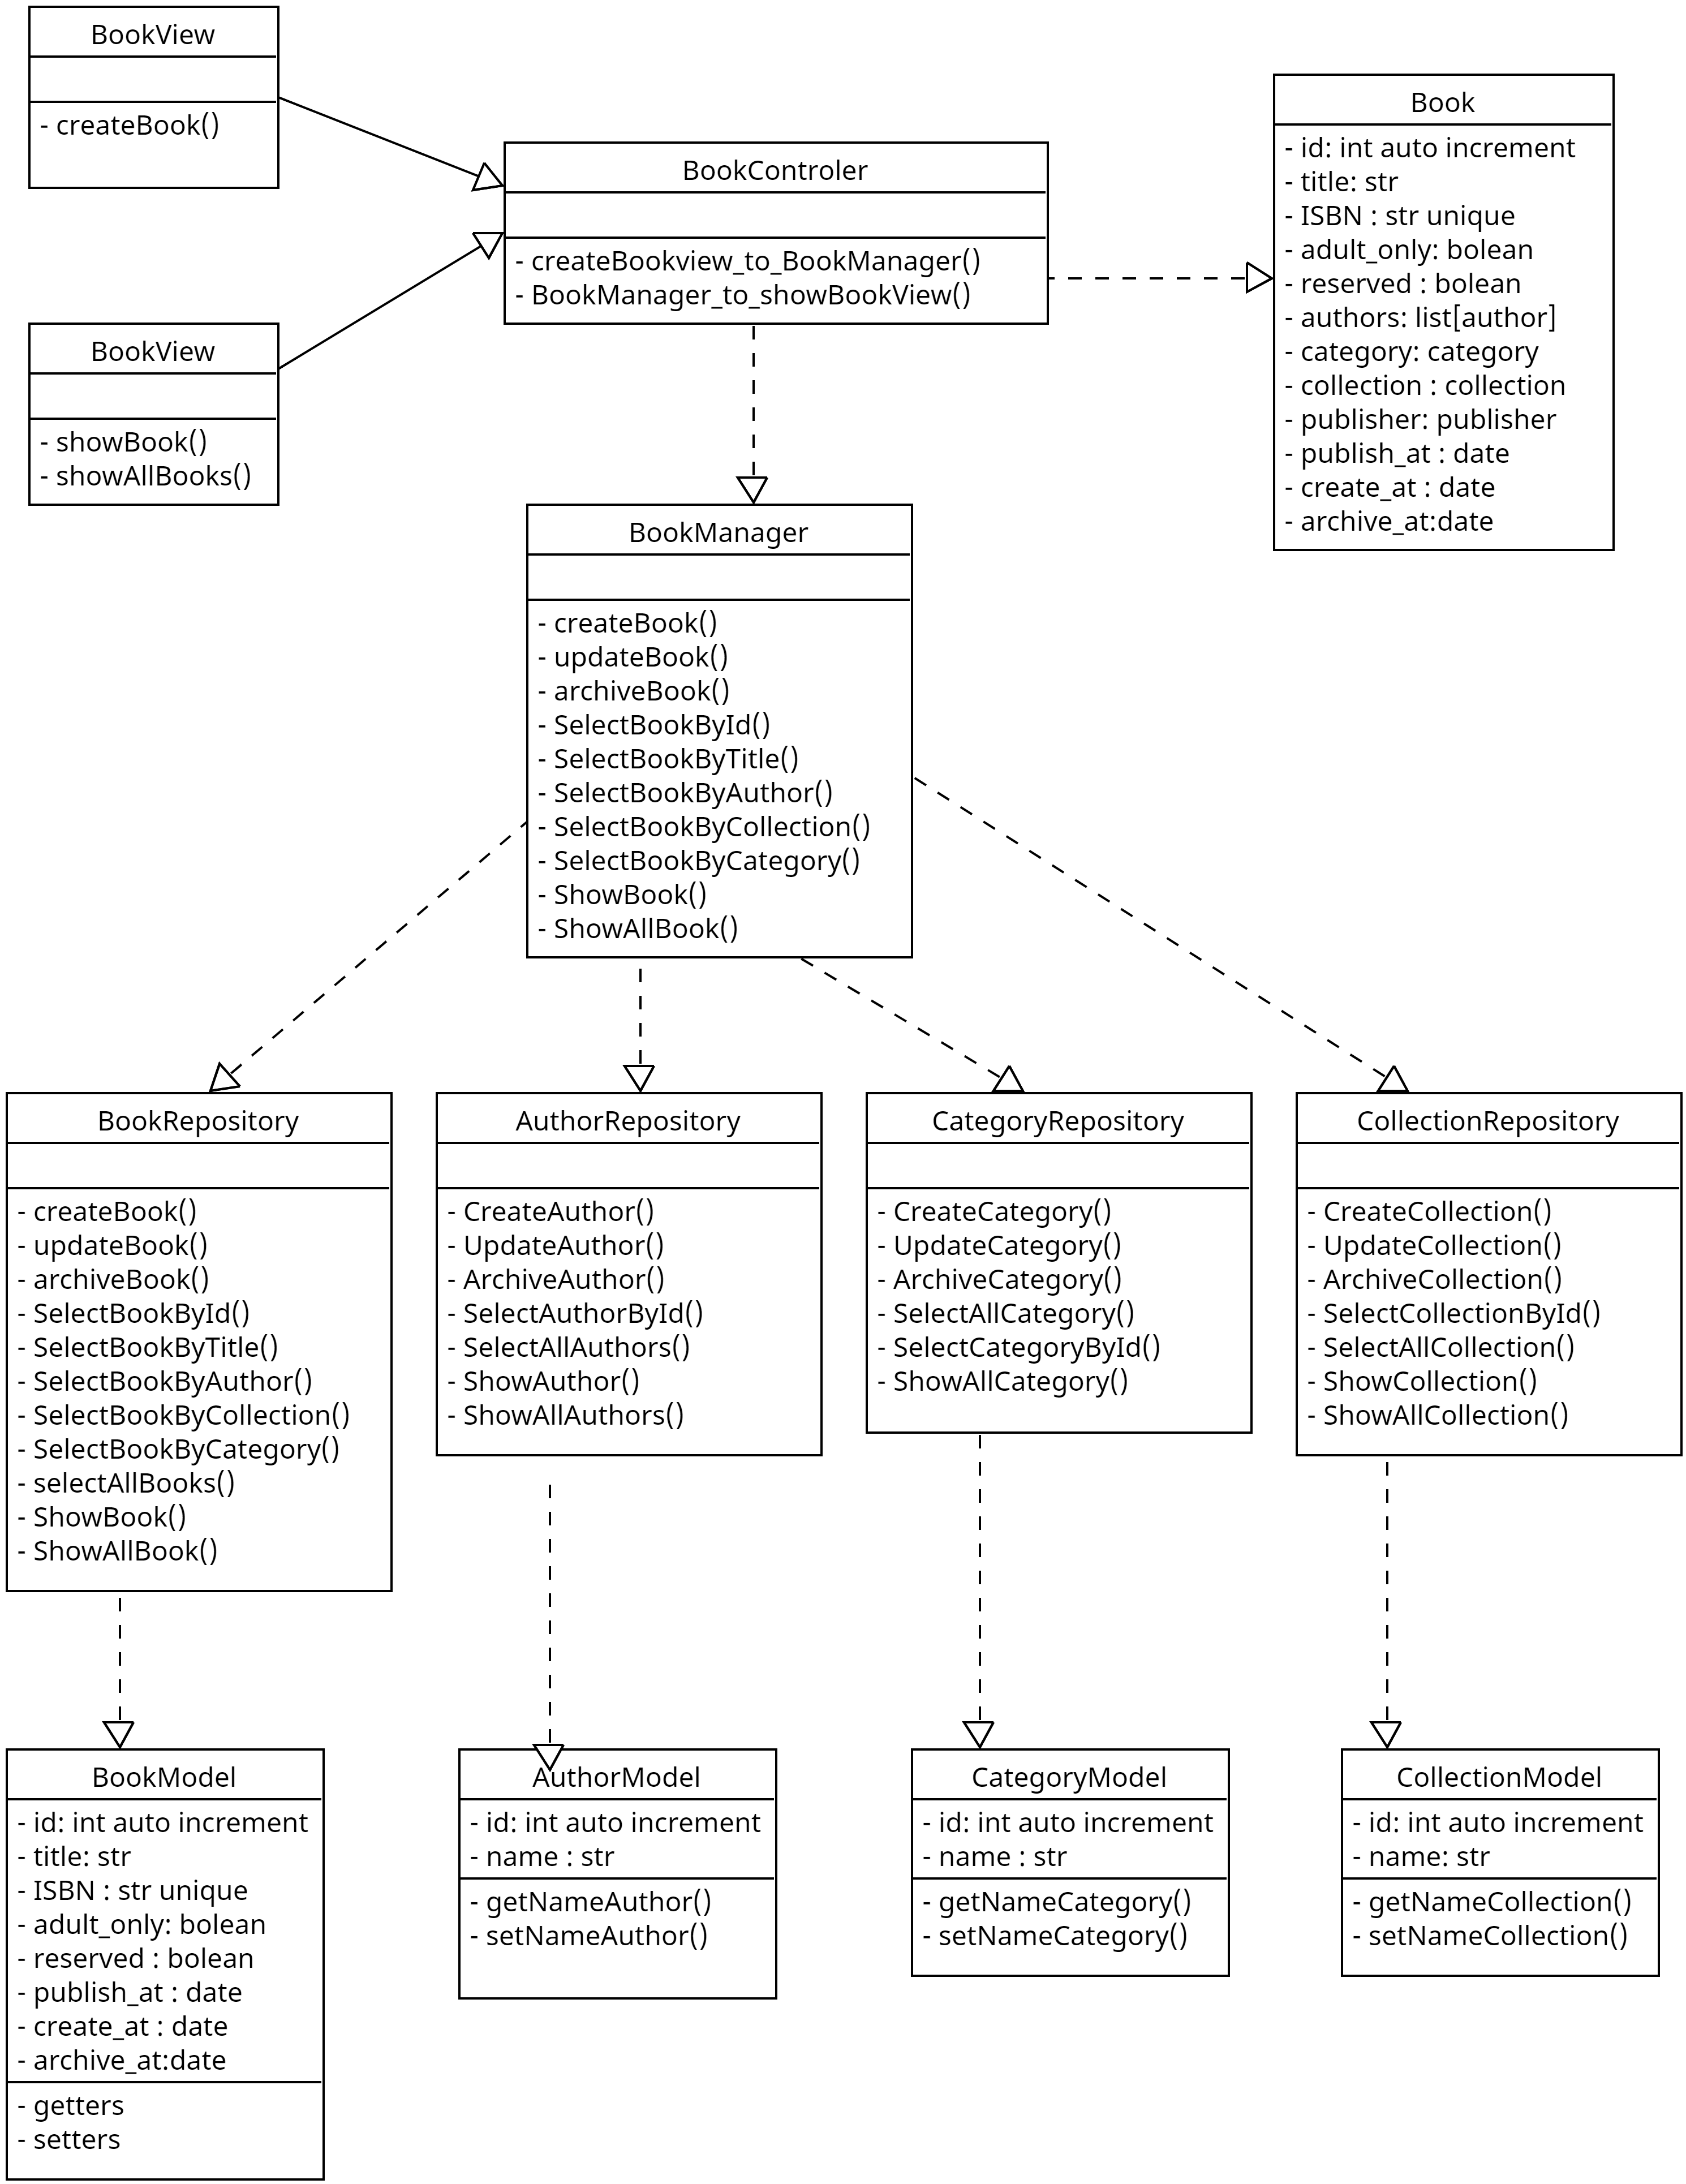 BookView
- createBook()
BookView
- showBook()
- showAllBooks()
BookControler
- createBookview_to_BookManager()
- BookManager_to_showBookView()
Book
- id: int auto increment
- title: str
- ISBN : str unique
- adult_only: bolean
- reserved : bolean
- authors: list[author]
- category: category
- collection : collection
- publisher: publisher
- publish_at : date
- create_at : date
- archive_at:date
BookManager
- createBook()
- updateBook()
- archiveBook()
- SelectBookById()
- SelectBookByTitle()
- SelectBookByAuthor()
- SelectBookByCollection()
- SelectBookByCategory()
- ShowBook()
- ShowAllBook()
BookRepository
- createBook()
- updateBook()
- archiveBook()
- SelectBookById()
- SelectBookByTitle()
- SelectBookByAuthor()
- SelectBookByCollection()
- SelectBookByCategory()
- selectAllBooks()
- ShowBook()
- ShowAllBook()
AuthorRepository
- CreateAuthor()
- UpdateAuthor()
- ArchiveAuthor()
- SelectAuthorById()
- SelectAllAuthors()
- ShowAuthor()
- ShowAllAuthors()
CategoryRepository
- CreateCategory()
- UpdateCategory()
- ArchiveCategory()
- SelectAllCategory()
- SelectCategoryById()
- ShowAllCategory()
CollectionRepository
- CreateCollection()
- UpdateCollection()
- ArchiveCollection()
- SelectCollectionById()
- SelectAllCollection()
- ShowCollection()
- ShowAllCollection()
BookModel
- id: int auto increment
- title: str
- ISBN : str unique
- adult_only: bolean
- reserved : bolean
- publish_at : date
- create_at : date
- archive_at:date
- getters
- setters
AuthorModel
- id: int auto increment
- name : str
- getNameAuthor()
- setNameAuthor()
CategoryModel
- id: int auto increment
- name : str
- getNameCategory()
- setNameCategory()
CollectionModel
- id: int auto increment
- name: str
- getNameCollection()
- setNameCollection()